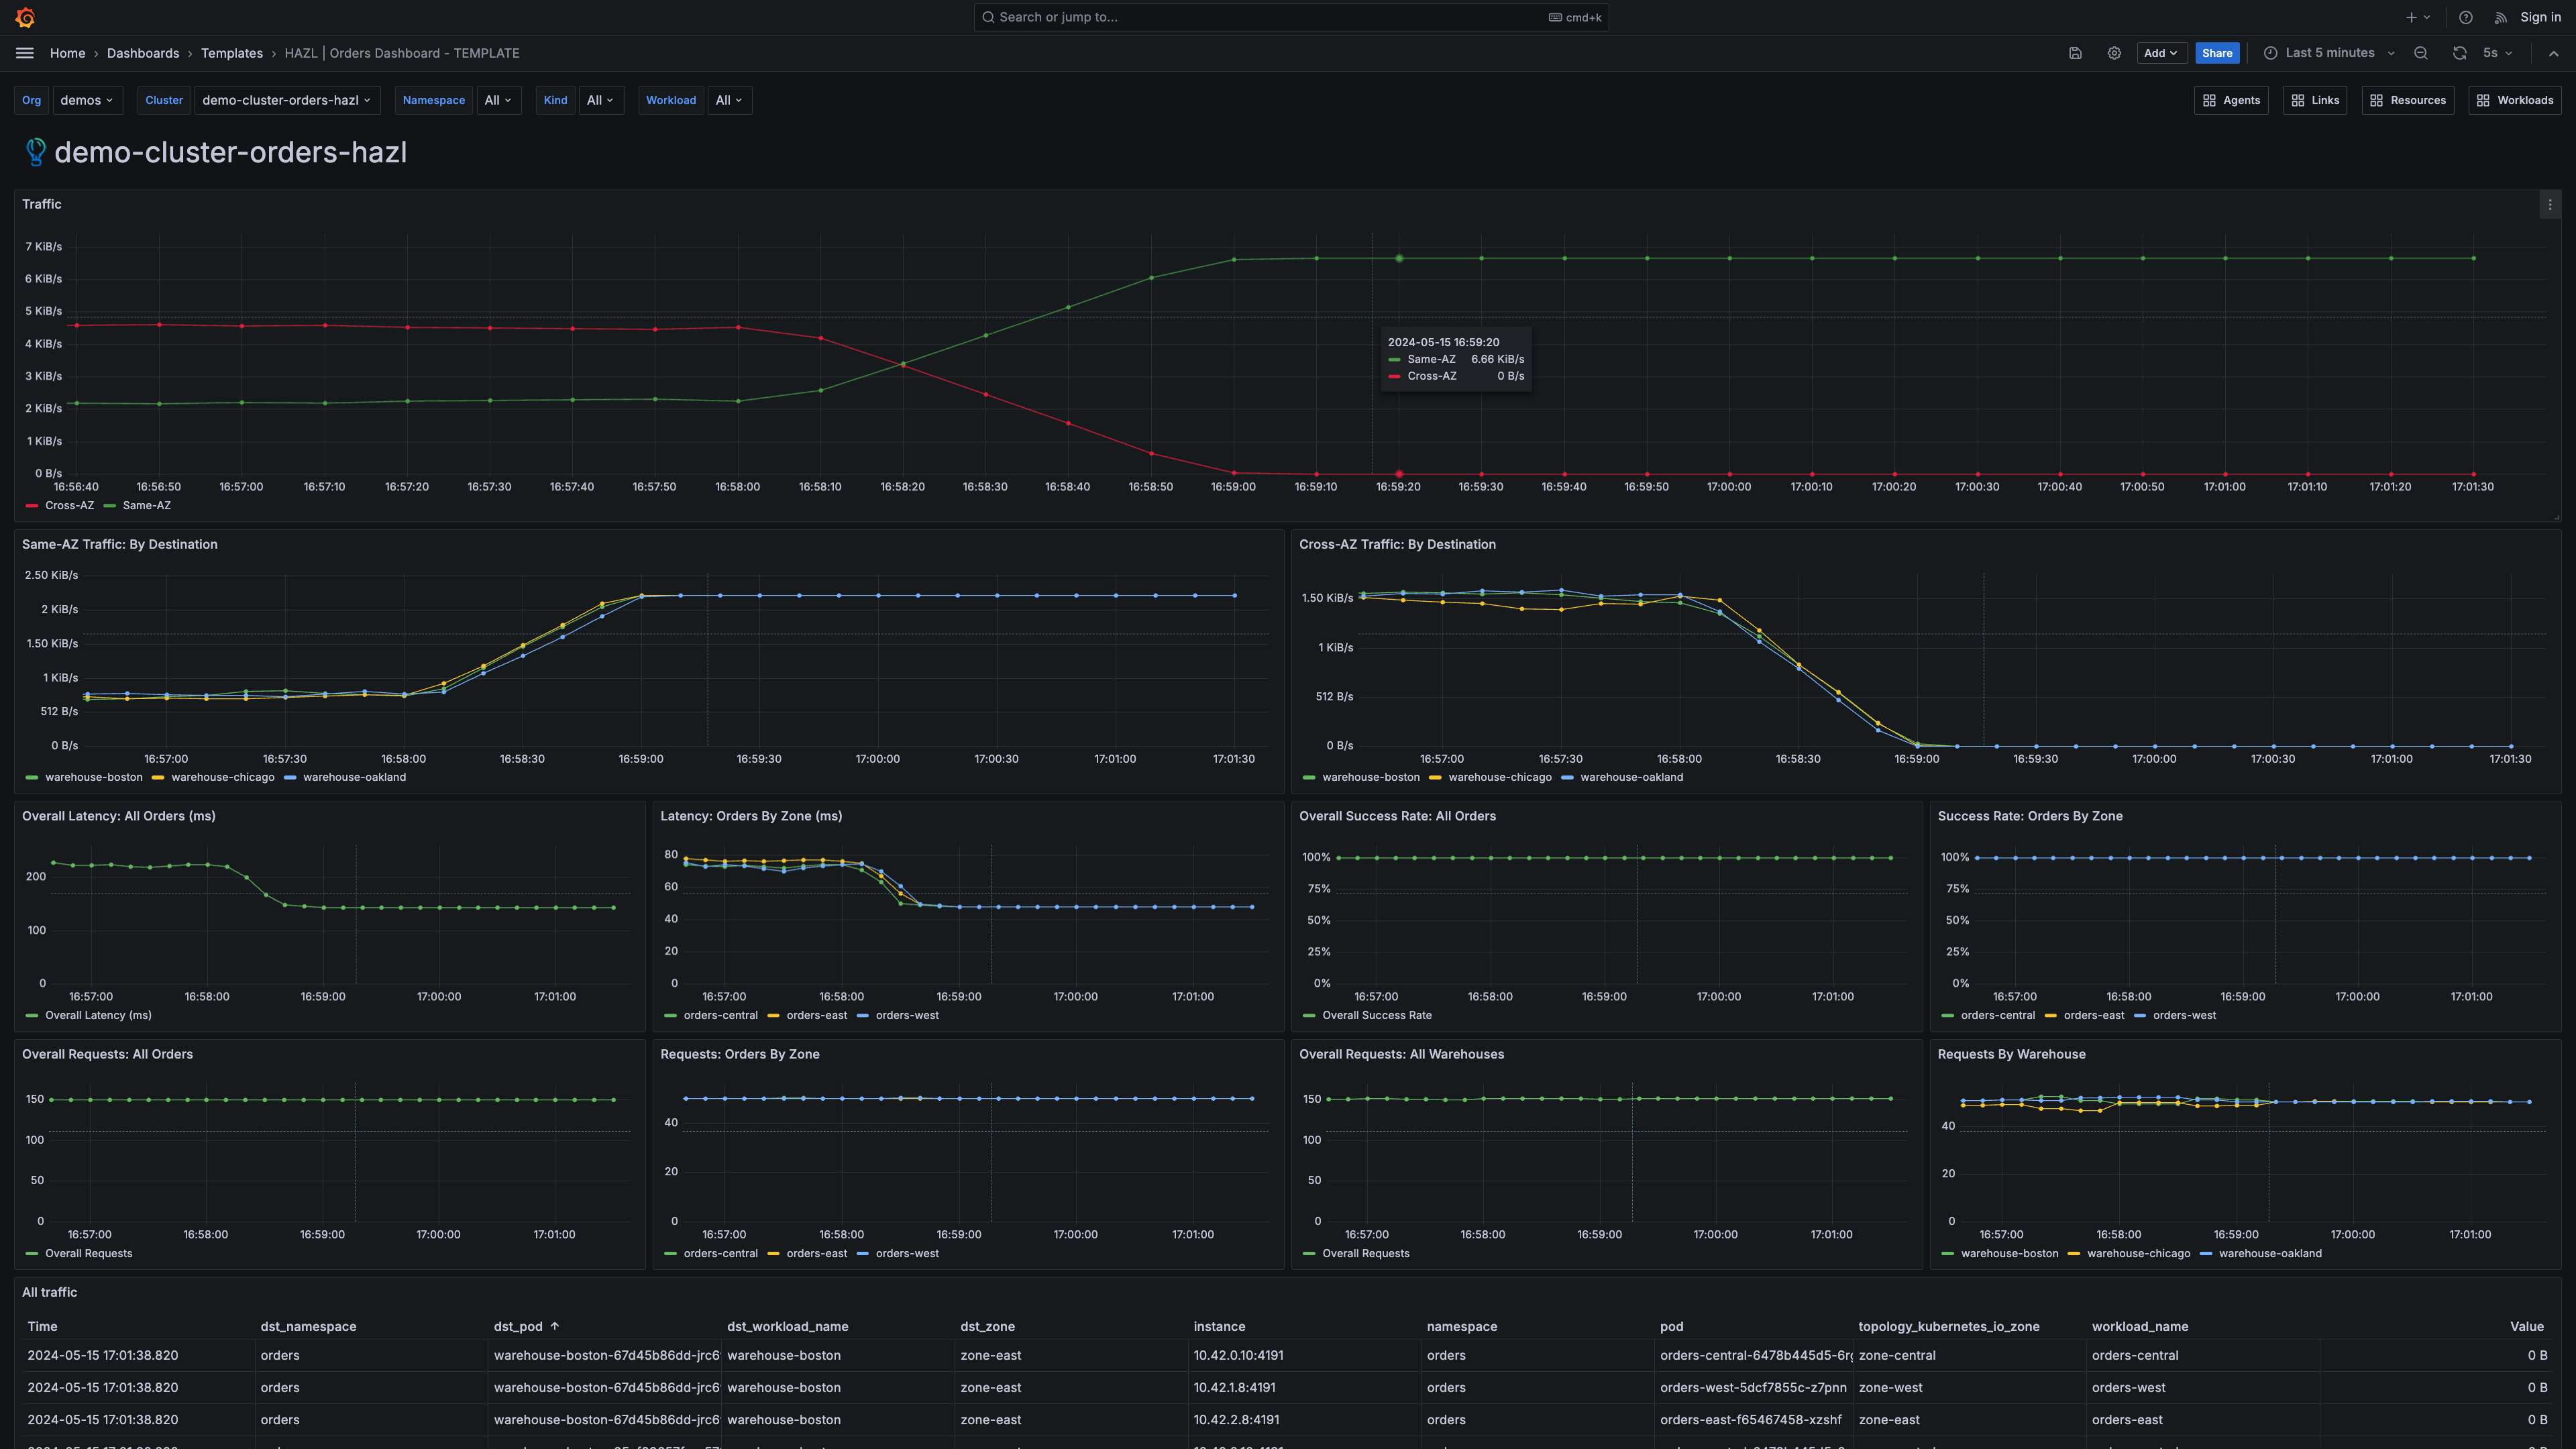 Search or jump to... cmd+k Sign in
Home › Dashboards › Templates › HAZL | Orders Dashboard - TEMPLATE Add Share Last 5 minutes 5s
Org demos Cluster demo-cluster-orders-hazl Namespace All Kind All Workload All Agents Links Resources Workloads
demo-cluster-orders-hazl
Traffic
7 KiB/s
6 KiB/s
5 KiB/s
4 KiB/s
3 KiB/s
2 KiB/s
1 KiB/s
0 B/s
2024-05-15 16:59:20
Same-AZ 6.66 KiB/s
Cross-AZ 0 B/s
16:56:40 16:56:50 16:57:00 16:57:10 16:57:20 16:57:30 16:57:40 16:57:50 16:58:00 16:58:10 16:58:20 16:58:30 16:58:40 16:58:50 16:59:00 16:59:10 16:59:20 16:59:30 16:59:40 16:59:50 17:00:00 17:00:10 17:00:20 17:00:30 17:00:40 17:00:50 17:01:00 17:01:10 17:01:20 17:01:30
Cross-AZ Same-AZ
Same-AZ Traffic: By Destination
2.50 KiB/s
2 KiB/s
1.50 KiB/s
1 KiB/s
512 B/s
0 B/s
16:57:00 16:57:30 16:58:00 16:58:30 16:59:00 16:59:30 17:00:00 17:00:30 17:01:00 17:01:30
warehouse-boston warehouse-chicago warehouse-oakland
Cross-AZ Traffic: By Destination
1.50 KiB/s
1 KiB/s
512 B/s
0 B/s
16:57:00 16:57:30 16:58:00 16:58:30 16:59:00 16:59:30 17:00:00 17:00:30 17:01:00 17:01:30
warehouse-boston warehouse-chicago warehouse-oakland
Overall Latency: All Orders (ms)
200
100
0
16:57:00 16:58:00 16:59:00 17:00:00 17:01:00
Overall Latency (ms)
Latency: Orders By Zone (ms)
80
60
40
20
0
16:57:00 16:58:00 16:59:00 17:00:00 17:01:00
orders-central orders-east orders-west
Overall Success Rate: All Orders
100%
75%
50%
25%
0%
16:57:00 16:58:00 16:59:00 17:00:00 17:01:00
Overall Success Rate
Success Rate: Orders By Zone
100%
75%
50%
25%
0%
16:57:00 16:58:00 16:59:00 17:00:00 17:01:00
orders-central orders-east orders-west
Overall Requests: All Orders
150
100
50
0
16:57:00 16:58:00 16:59:00 17:00:00 17:01:00
Overall Requests
Requests: Orders By Zone
40
20
0
16:57:00 16:58:00 16:59:00 17:00:00 17:01:00
orders-central orders-east orders-west
Overall Requests: All Warehouses
150
100
50
0
16:57:00 16:58:00 16:59:00 17:00:00 17:01:00
Overall Requests
Requests By Warehouse
40
20
0
16:57:00 16:58:00 16:59:00 17:00:00 17:01:00
warehouse-boston warehouse-chicago warehouse-oakland
All traffic
Time dst_namespace dst_pod dst_workload_name dst_zone instance namespace pod topology_kubernetes_io_zone workload_name Value
2024-05-15 17:01:38.820 orders warehouse-boston-67d45b86dd-jrc6 warehouse-boston zone-east 10.42.0.10:4191 orders orders-central-6478b445d5-6r zone-central orders-central 0 B
2024-05-15 17:01:38.820 orders warehouse-boston-67d45b86dd-jrc6 warehouse-boston zone-east 10.42.1.8:4191 orders orders-west-5dcf7855c-z7pnn zone-west orders-west 0 B
2024-05-15 17:01:38.820 orders warehouse-boston-67d45b86dd-jrc6 warehouse-boston zone-east 10.42.2.8:4191 orders orders-east-f65467458-xzshf zone-east orders-east 0 B